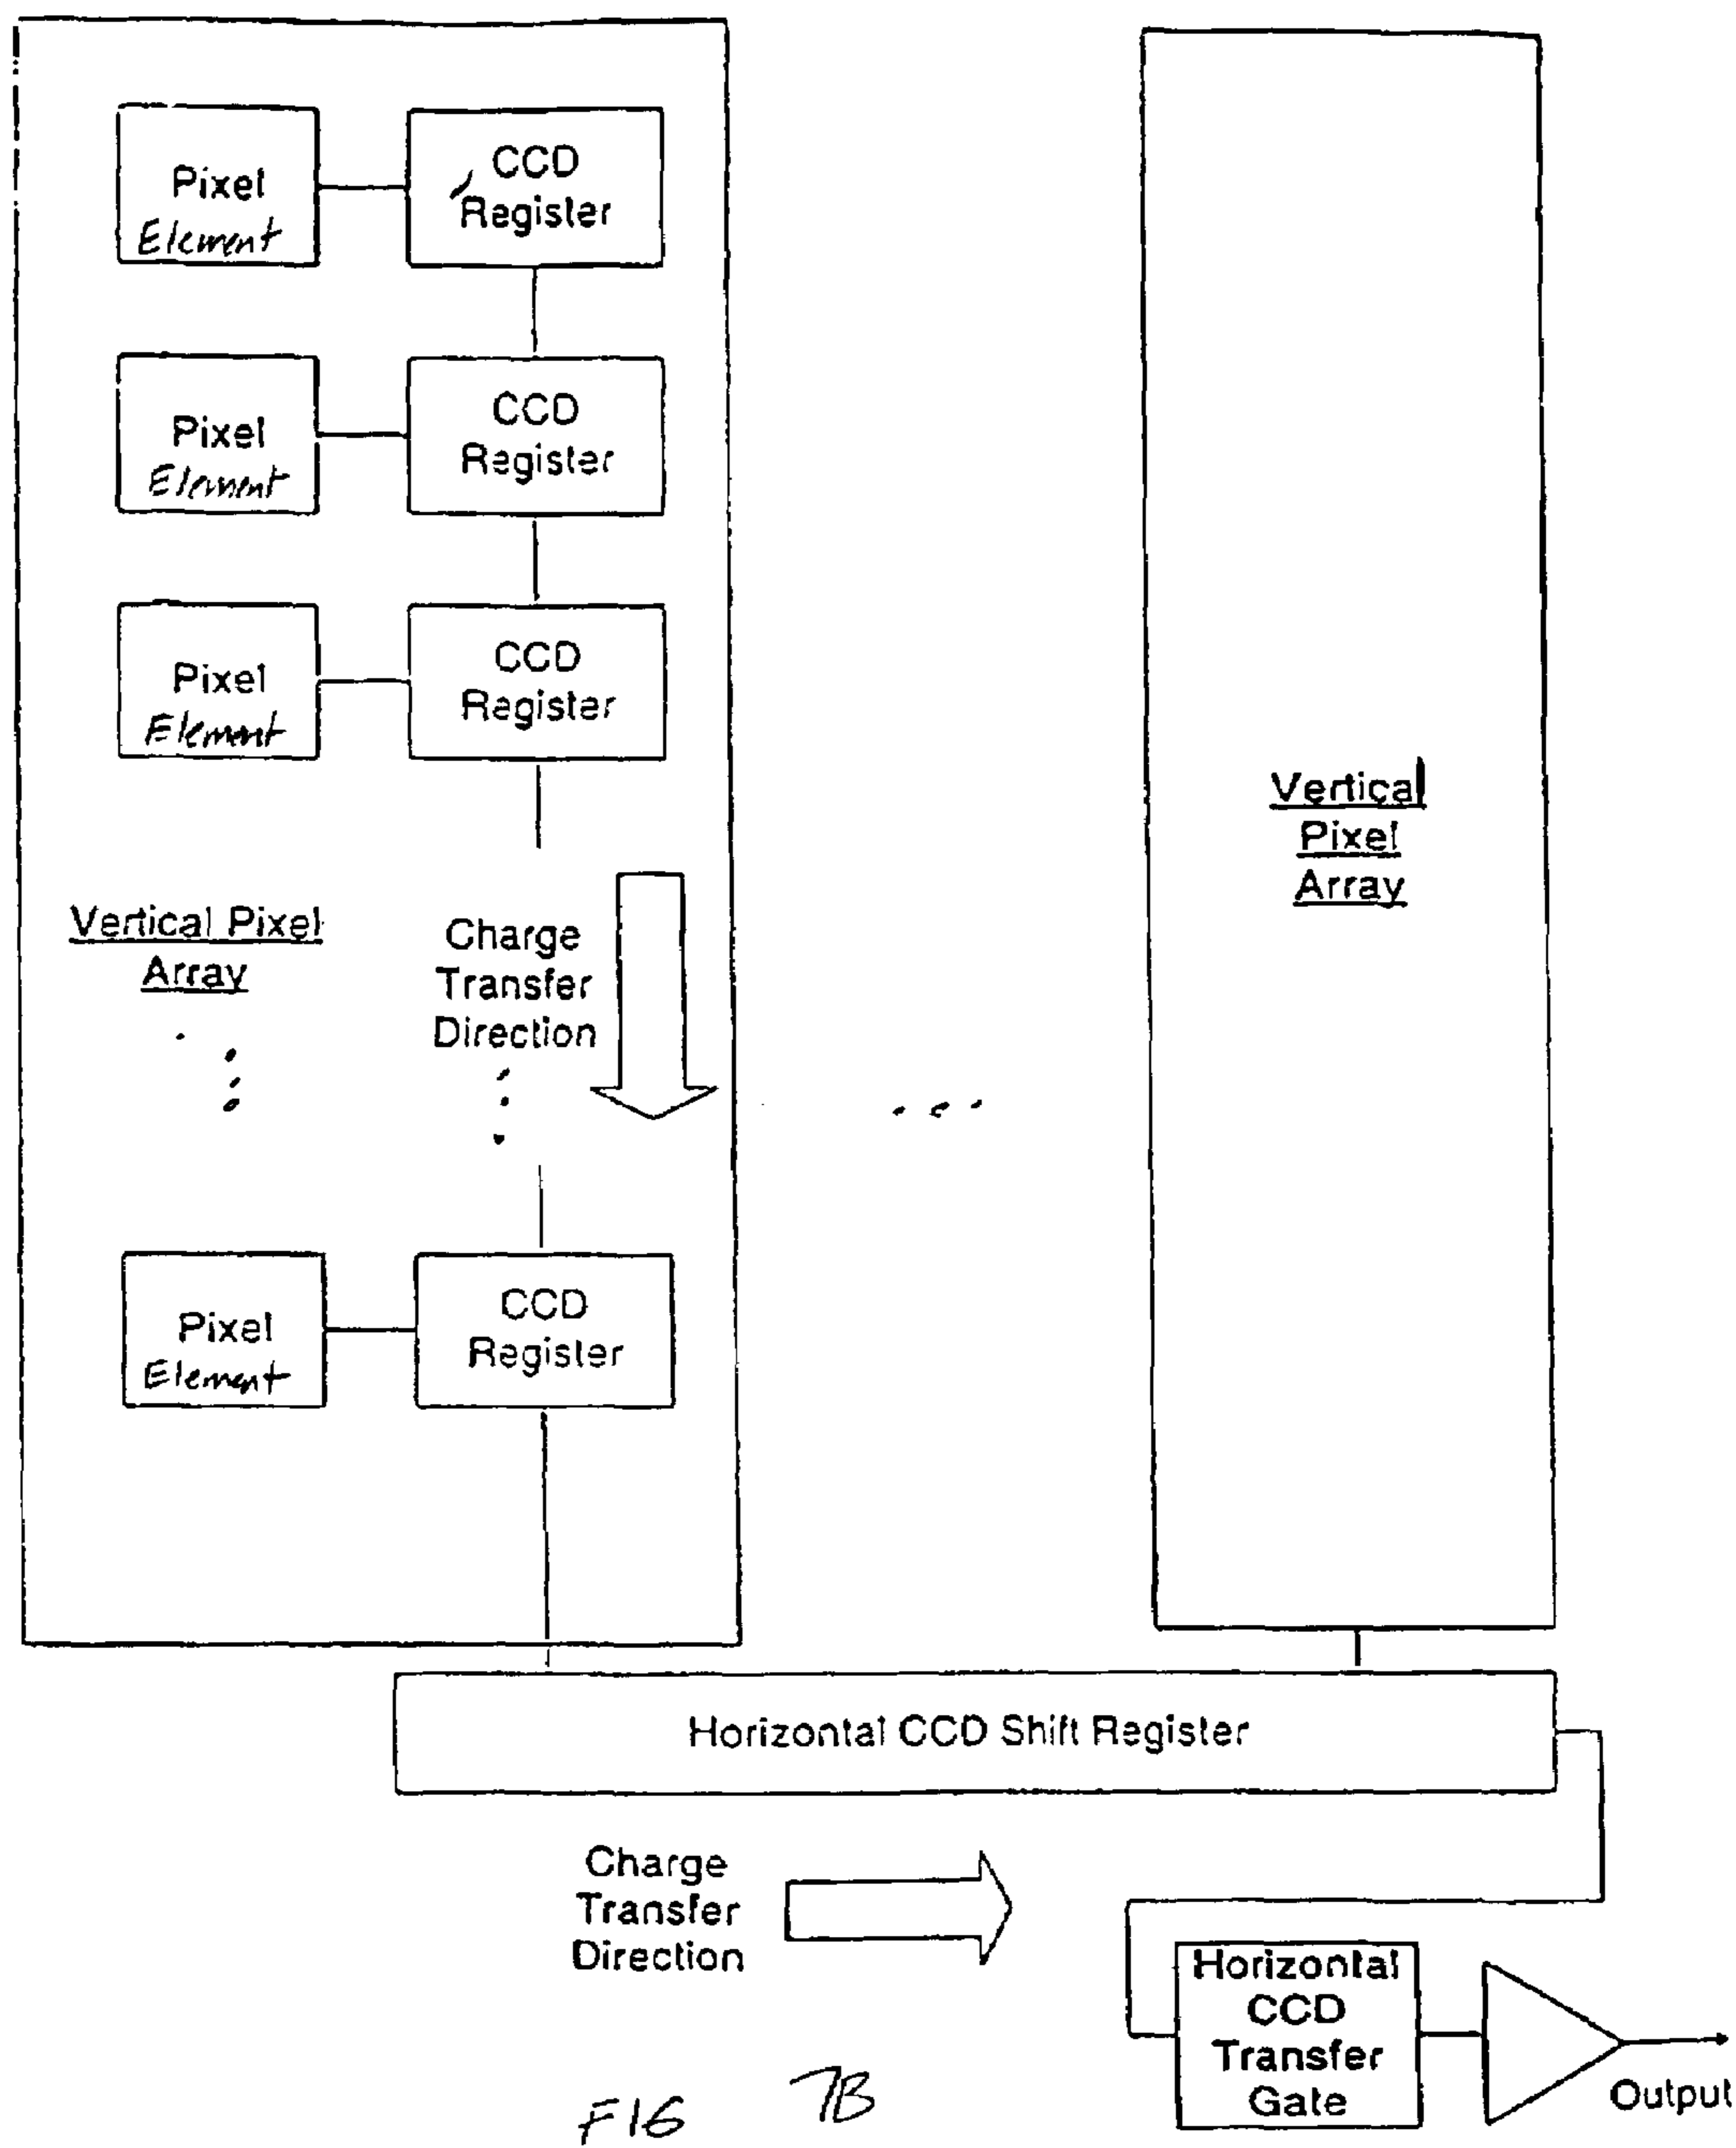 Pixel
Element
CCD
Register
Pixel
Element
CCD
Register
Pixel
Element
CCD
Register
Vertical Pixel
Array
Charge
Transfer
Direction
Pixel
Element
CCD
Register
Vertical
Pixel
Array
Horizontal CCD Shift Register
Charge
Transfer
Direction
Horizontal
CCD
Transfer
Gate
Output
FIG 7B